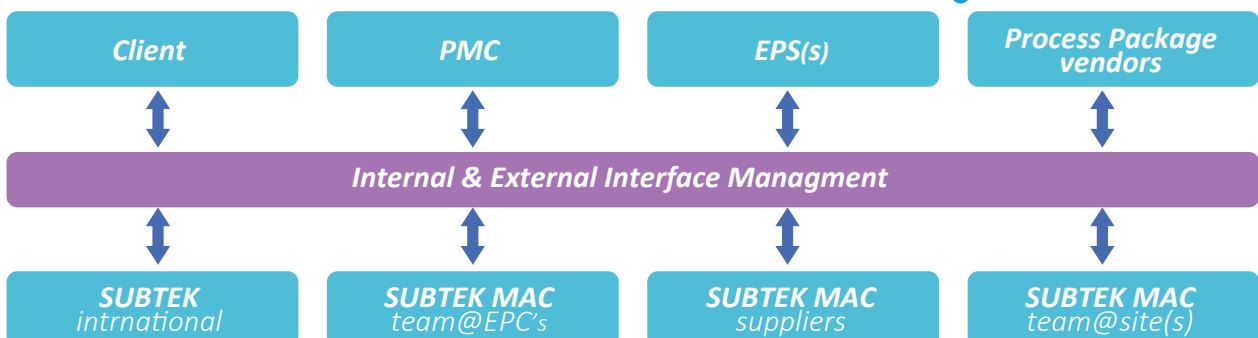 Client
PMC
EPS(s)
Process Package
vendors
Internal & External Interface Managment
SUBTEK
intrnational
SUBTEK MAC
team@EPC's
SUBTEK MAC
suppliers
SUBTEK MAC
team@site(s)